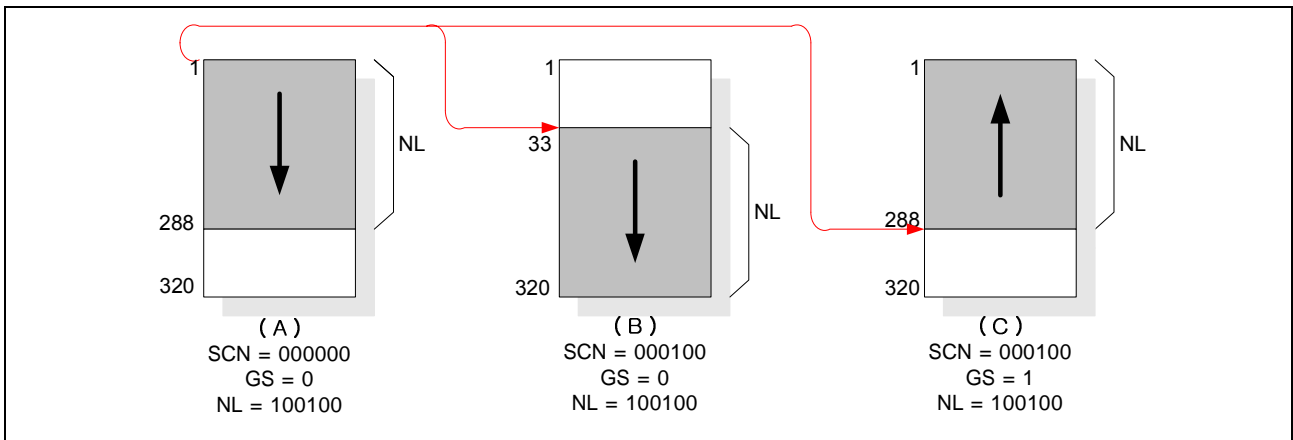 1
288
320
NL
( A )
SCN = 000000
GS = 0
NL = 100100
1
33
320
NL
( B )
SCN = 000100
GS = 0
NL = 100100
1
288
320
NL
( C )
SCN = 000100
GS = 1
NL = 100100